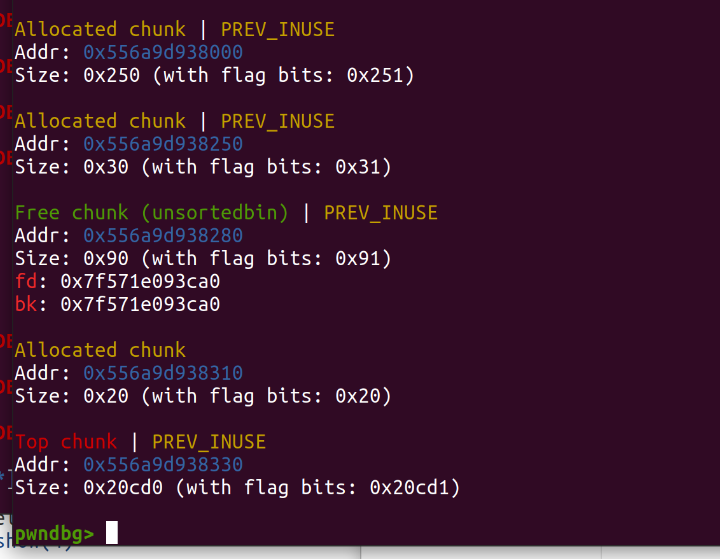 Allocated chunk | PREV_INUSE
Addr: 0x556a9d938000
Size: 0x250 (with flag bits: 0x251)
Allocated chunk | PREV_INUSE
Addr: 0x556a9d938250
Size: 0x30 (with flag bits: 0x31)
Free chunk (unsortedbin) | PREV_INUSE
Addr: 0x556a9d938280
Size: 0x90 (with flag bits: 0x91)
fd: 0x7f571e093ca0
bk: 0x7f571e093ca0
Allocated chunk
Addr: 0x556a9d938310
Size: 0x20 (with flag bits: 0x20)
Top chunk | PREV_INUSE
Addr: 0x556a9d938330
Size: 0x20cd0 (with flag bits: 0x20cd1)
pwndbg>